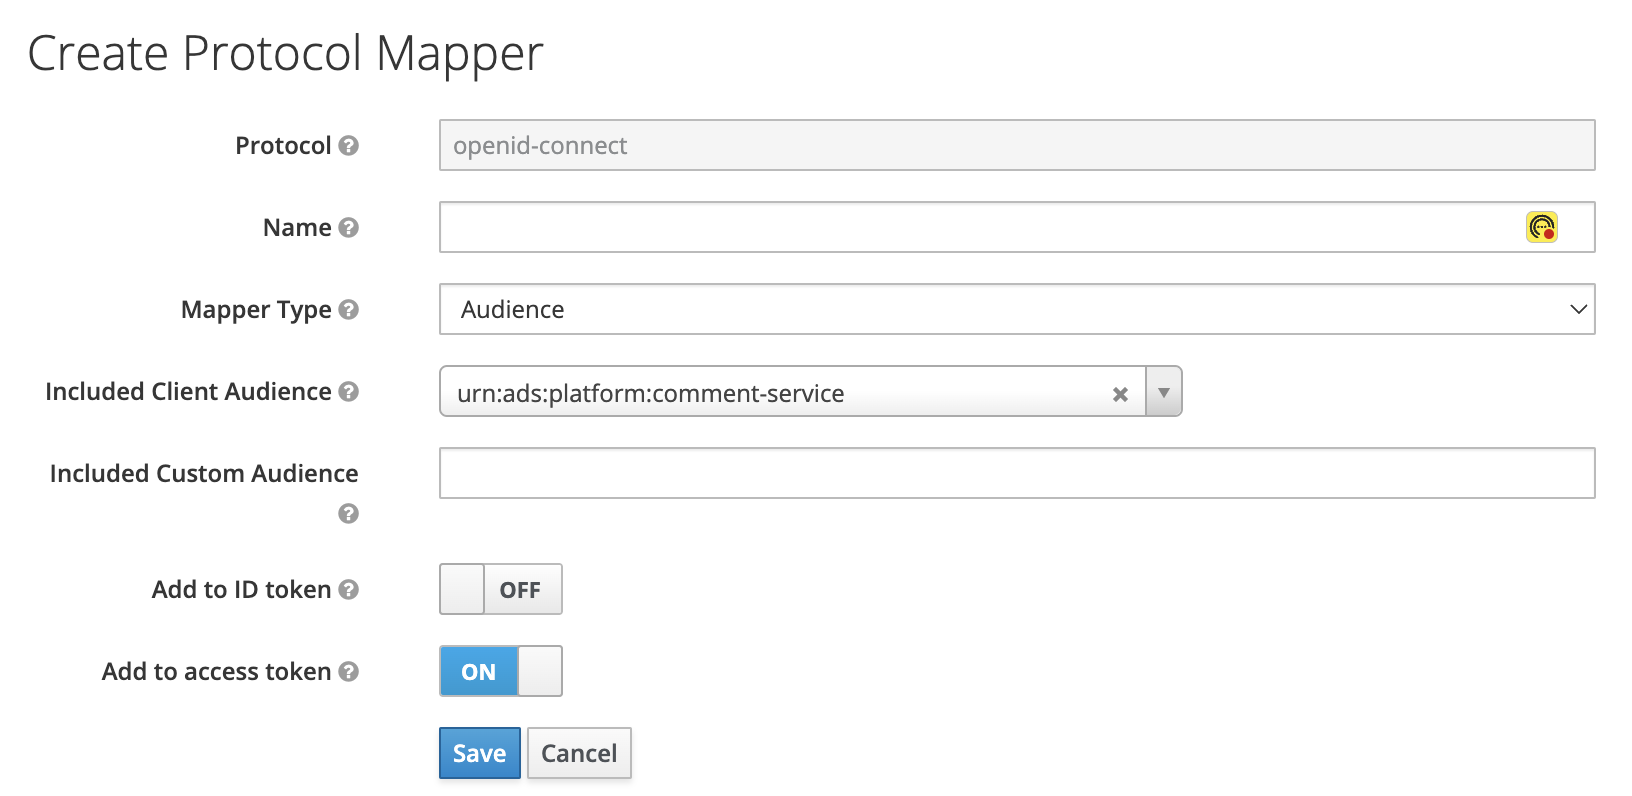 Create Protocol Mapper
Protocol
openid-connect
Name
Mapper Type
Audience
Included Client Audience
urn:ads:platform:comment-service
Included Custom Audience
Add to ID token
OFF
Add to access token
ON
Save
Cancel